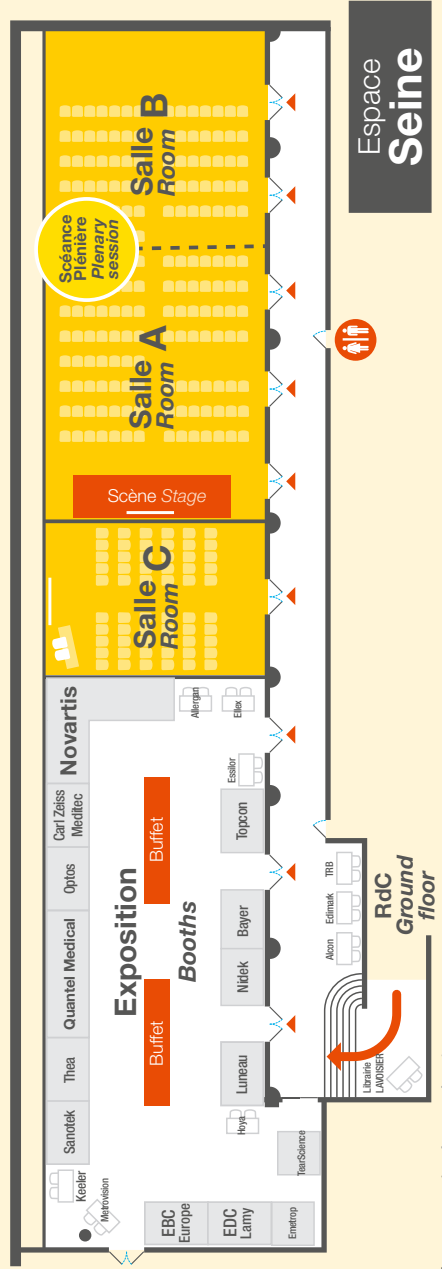 Espace
Seine
Salle B
Room
Scéance
Plénière
Plenary
session
Salle A
Room
Scène Stage
Salle C
Room
Novartis
Carl Zeiss
Meditec
Optos
Quantel Medical
Thea
Sanotek
Keeler
Metrovision
Allergan
Ellex
Essilor
Topcon
Bayer
Nidek
Luneau
Hoya
Exposition
Booths
Buffet
Buffet
EBC
Europe
EDC
Lamy
Ematrop
TearScience
TRB
Edimark
Alcon
RdC
Ground
floor
Librairie
LAVOISIER